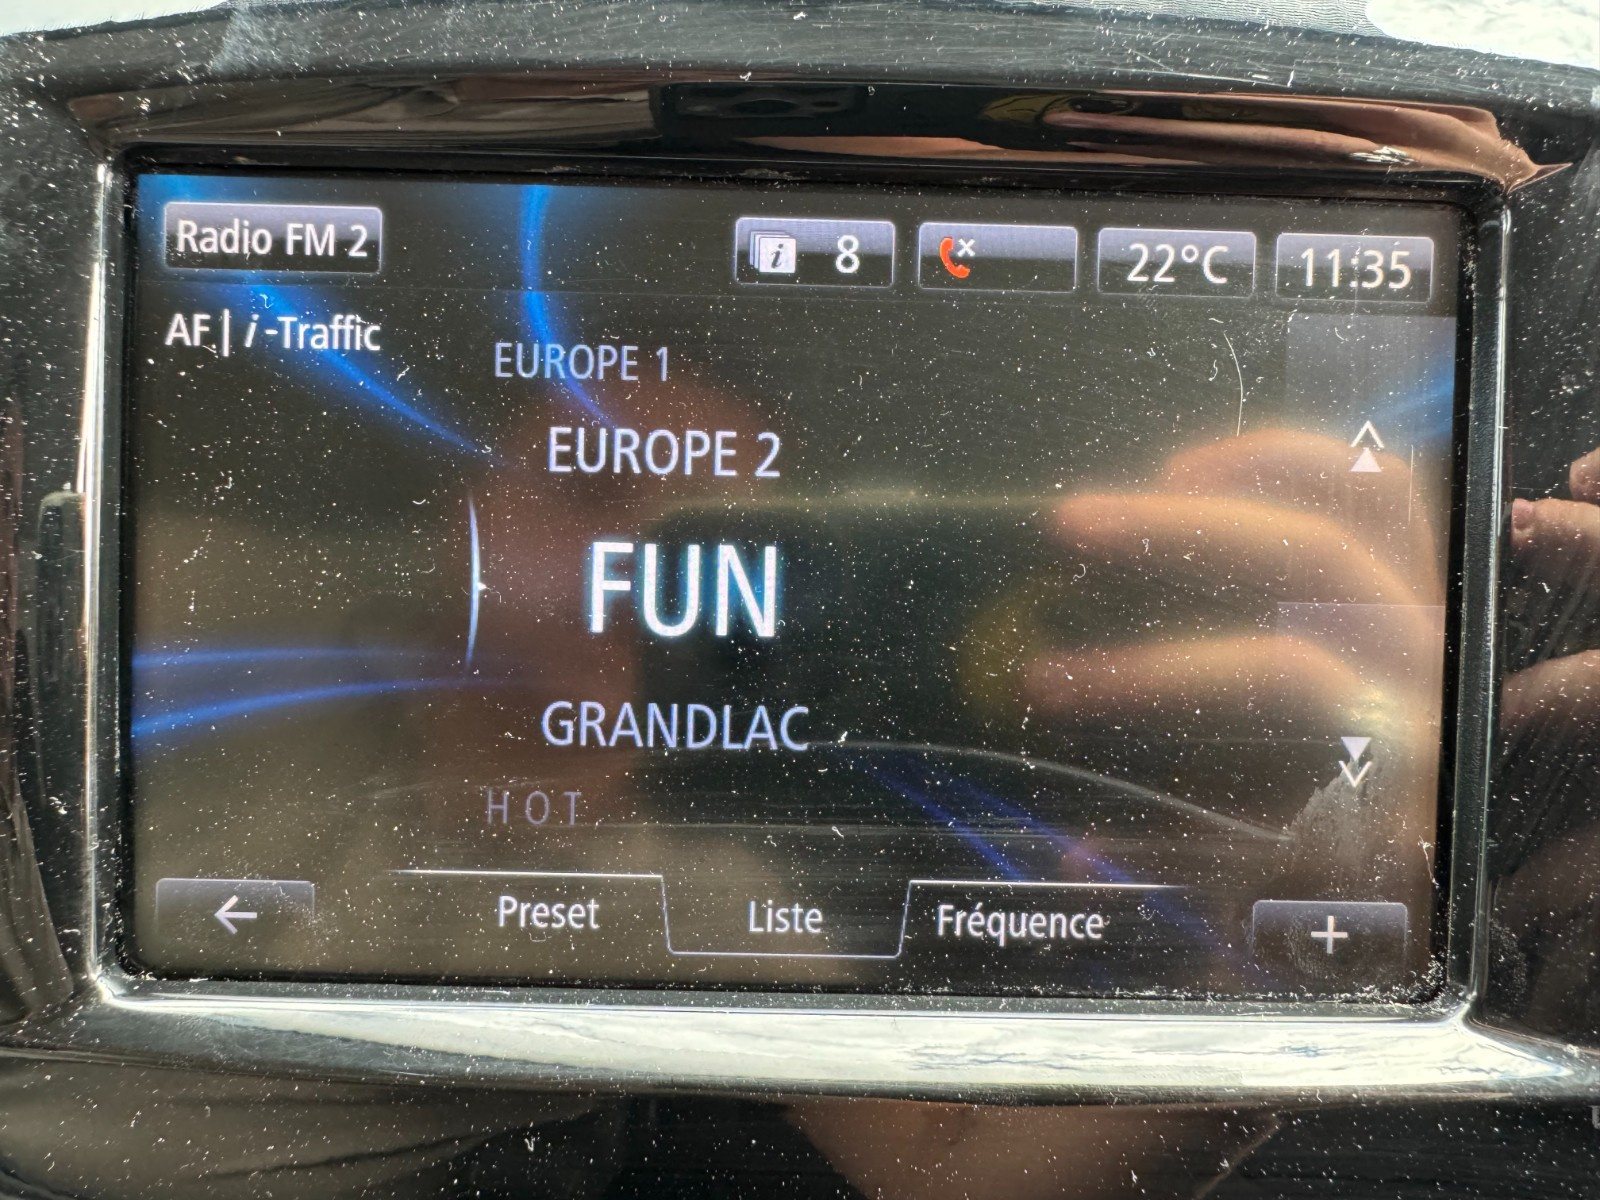 Radio FM 2
i 8
22°C
11:35
AF | i -Traffic
EUROPE 1
EUROPE 2
FUN
GRANDLAC
HOT
Preset
Liste
Fréquence
+